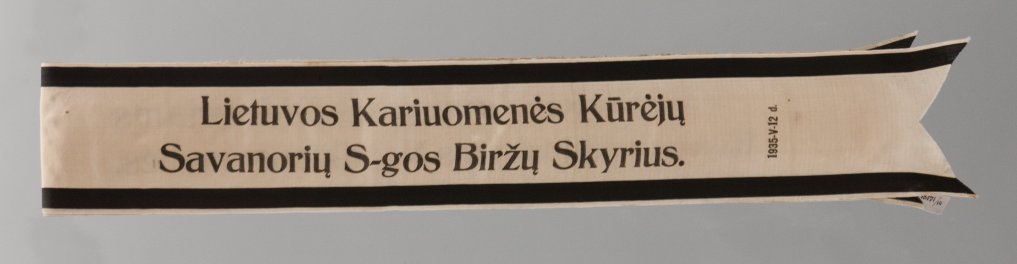 Lietuvos Kariuomenės Kūrėjų
Savanorių S-gos Biržų Skyrius.
1935-V-12 d.